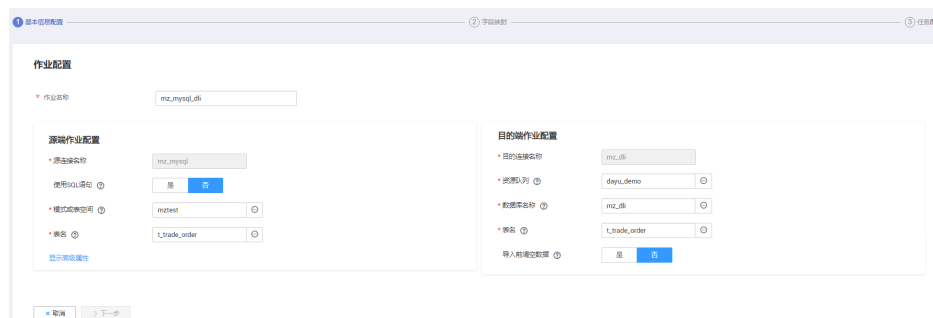 1 基本信息配置
2 字段映射
3 任务配
作业配置
* 作业名称 mz_mysql_dli
源端作业配置
* 源连接名称 mz_mysql
使用SQL语句 是 否
* 模式或表空间 mztest
* 表名 t_trade_order
显示高级属性
目的端作业配置
* 目的连接名称 mz_dli
* 资源队列 dayu_demo
* 数据库名称 mz_dli
* 表名 t_trade_order
导入前清空数据 是 否
× 取消 > 下一步